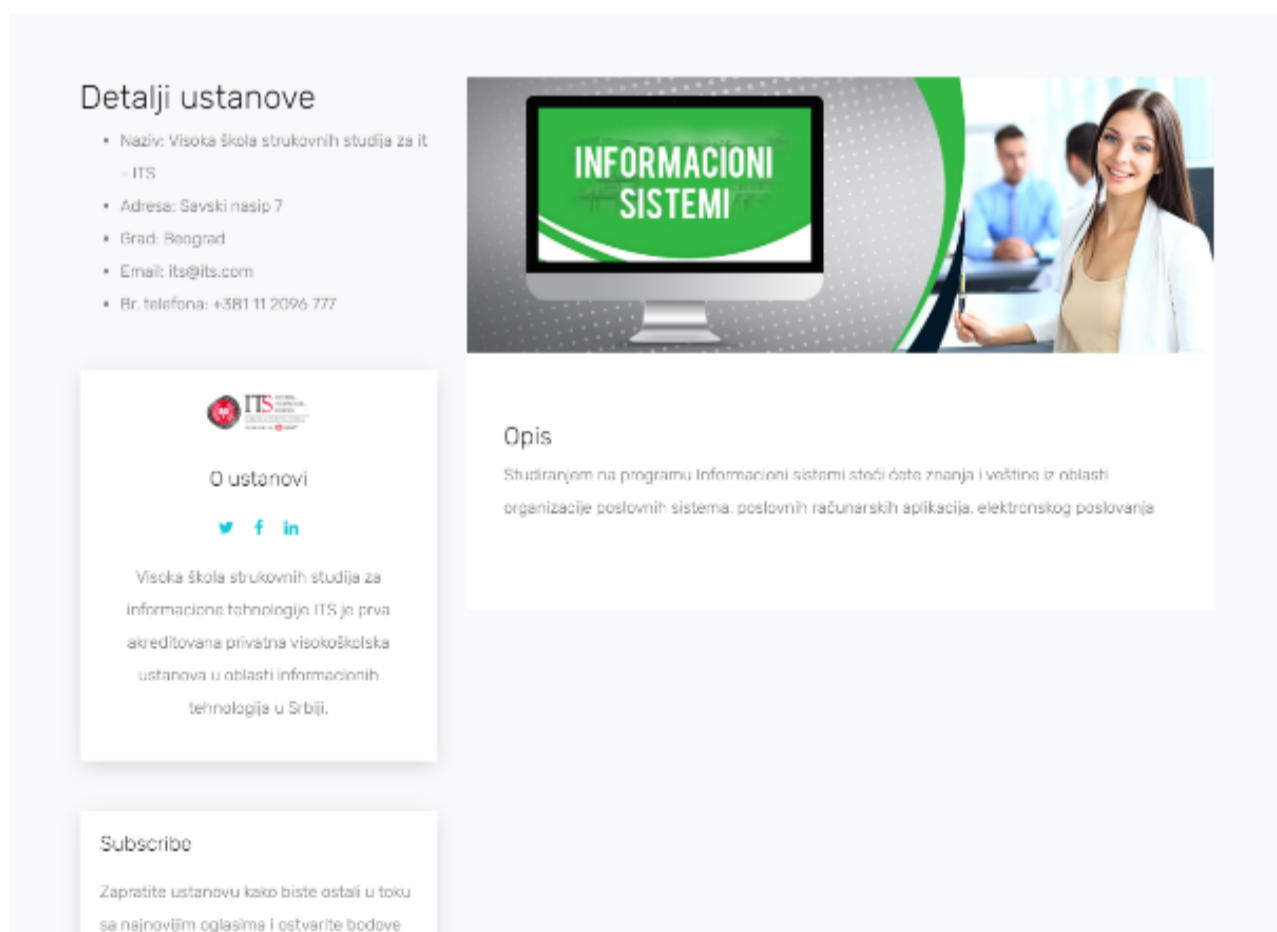 Detalji ustanove
Naziv: Visoka škola strukovnih studija za it
- ITS
Adresa: Savski nasip 7
Grad: Beograd
Email: its@its.com
Br. telefona: +381 11 2096 777
ITS
O ustanovi
Visoka škola strukovnih studija za
informacione tehnologije ITS je prva
akreditovana privatna visokoškolska
ustanova u oblasti informacionih
tehnologija u Srbiji.
Subscribe
Zapratite ustanovu kako biste ostali u toku
sa najnovijim oglasima i ostvarite bodove
INFORMACIONI
SISTEMI
Opis
Studiranjem na programu Informacioni sistemi steći ćete znanja i veštine iz oblasti
organizacije poslovnih sistema, poslovnih računarskih aplikacija, elektronskog poslovanja